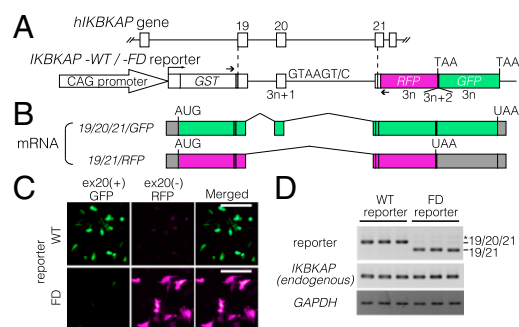 A
hIKBKAP gene
19 20 21
IKBKAP -WT / -FD reporter
TAA TAA
CAG promoter GST GTAAGT/C RFP GFP
3n+1 3n 3n+2 3n
B
mRNA
AUG UAA
19/20/21/GFP
AUG UAA
19/21/RFP
C
ex20(+) ex20(-)
GFP RFP Merged
reporter
WT
FD
D
WT FD
reporter reporter
reporter
*
19/20/21
19/21
IKBKAP
(endogenous)
GAPDH